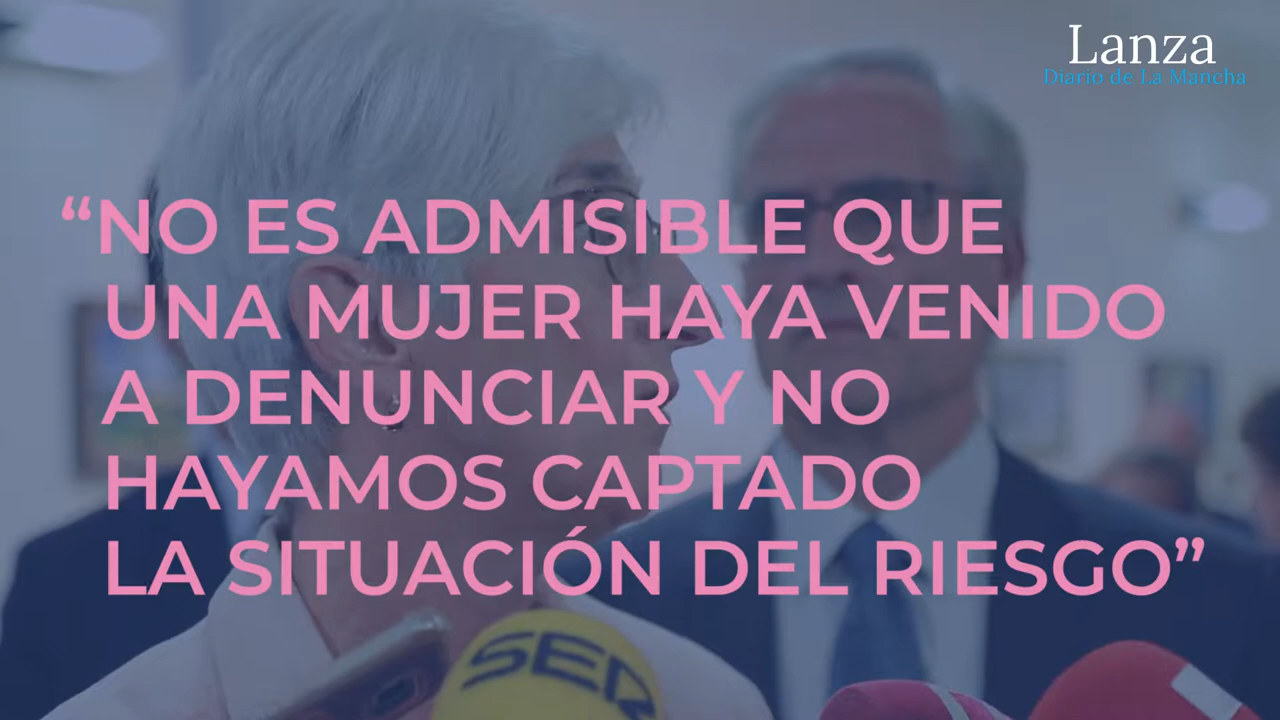 Lanza
Diario de La Mancha
“NO ES ADMISIBLE QUE
UNA MUJER HAYA VENIDO
A DENUNCIAR Y NO
HAYAMOS CAPTADO
LA SITUACIÓN DEL RIESGO”
SER